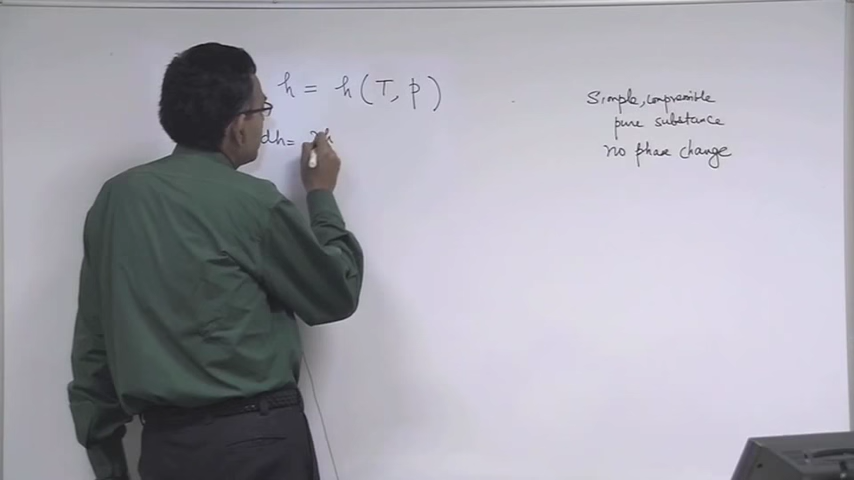 h = h (T, p)
dh = ∂h
Simple, compressible
pure substance
no phase change